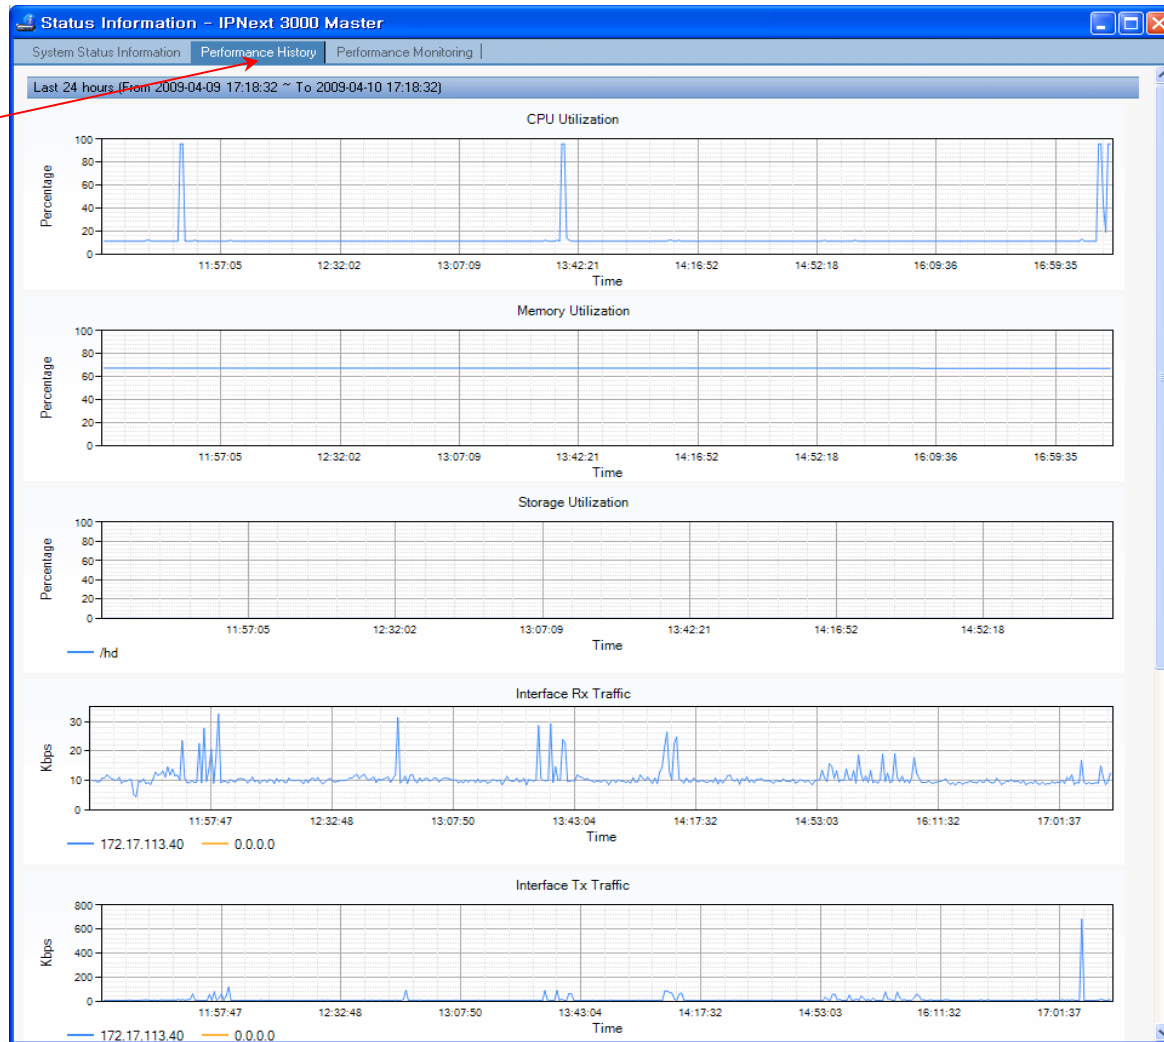 Status Information - IPNext 3000 Master
System Status Information Performance History Performance Monitoring
Last 24 hours (From 2009-04-09 17:18:32 ~ To 2009-04-10 17:18:32)
CPU Utilization
Percentage
100
80
60
40
20
0
11:57:05 12:32:02 13:07:09 13:42:21 14:16:52 14:52:18 16:09:36 16:59:35
Time
Memory Utilization
Percentage
100
80
60
40
20
0
11:57:05 12:32:02 13:07:09 13:42:21 14:16:52 14:52:18 16:09:36 16:59:35
Time
Storage Utilization
Percentage
100
80
60
40
20
0
11:57:05 12:32:02 13:07:09 13:42:21 14:16:52 14:52:18
Time
/hd
Interface Rx Traffic
Kbps
30
20
10
0
11:57:47 12:32:48 13:07:50 13:43:04 14:17:32 14:53:03 16:11:32 17:01:37
Time
172.17.113.40 0.0.0.0
Interface Tx Traffic
Kbps
800
600
400
200
0
11:57:47 12:32:48 13:07:50 13:43:04 14:17:32 14:53:03 16:11:32 17:01:37
Time
172.17.113.40 0.0.0.0